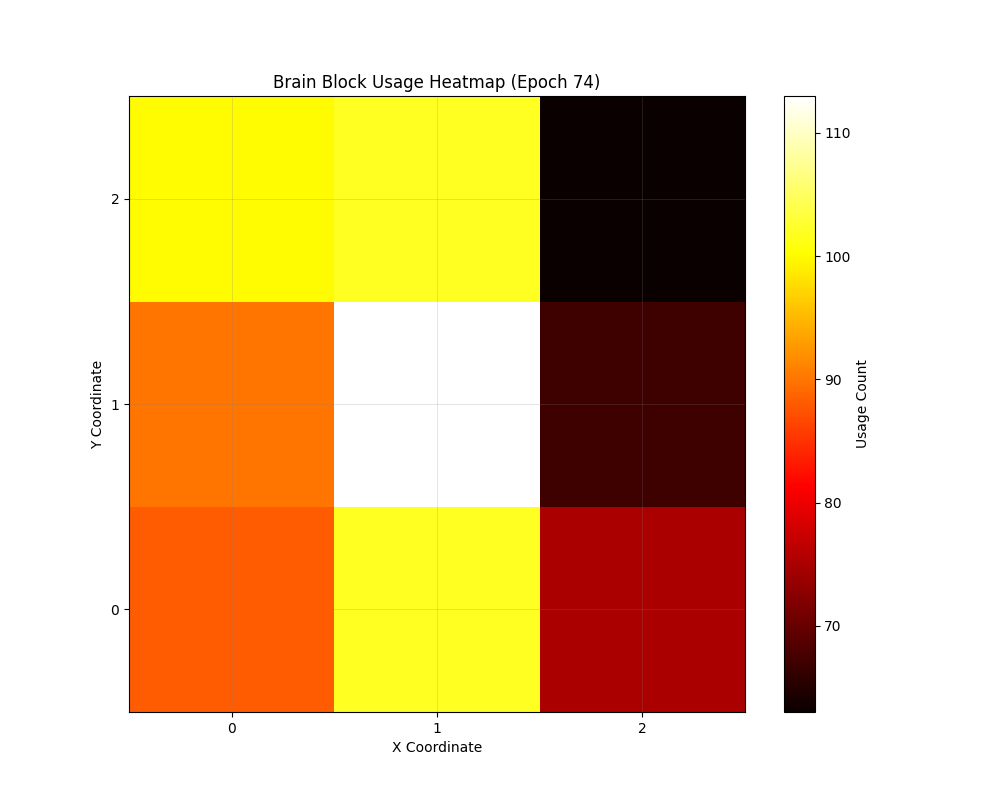 Brain Block Usage Heatmap (Epoch 74)
110
100
90
80
70
Usage Count
2
1
0
Y Coordinate
0 1 2
X Coordinate